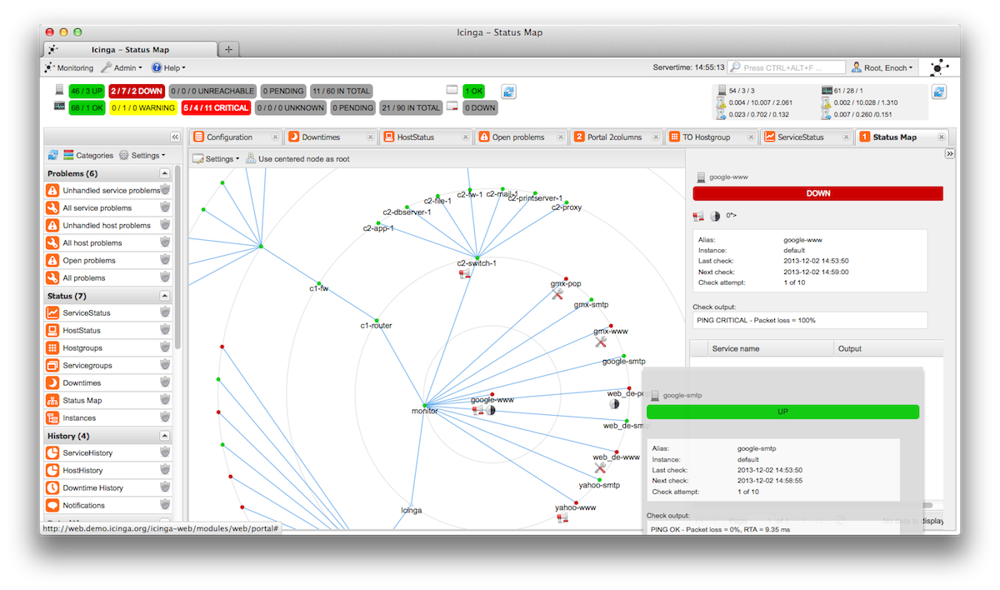 Icinga – Status Map
Icinga – Status Map
Monitoring Admin Help Servertime: 14:55:13 Press CTRL+ALT+F ... Root, Enoch
46 / 3 UP 2 / 7 / 2 DOWN 0 / 0 / 0 UNREACHABLE 0 PENDING 11 / 60 IN TOTAL 1 OK
68 / 1 OK 0 / 1 / 0 WARNING 5 / 4 / 11 CRITICAL 0 / 0 / 0 UNKNOWN 0 PENDING 21 / 90 IN TOTAL 0 DOWN
54 / 3 / 3 61 / 28 / 1
0.004 / 10.007 / 2.061 0.002 / 10.028 / 1.310
0.023 / 0.702 / 0.132 0.007 / 0.260 /0.151
Configuration Downtimes HostStatus Open problems 2 Portal 2columns TO Hostgroup ServiceStatus 1 Status Map
Categories Settings
Settings Use centered node as root
Problems (6)
Unhandled service problems
All service problems
Unhandled host problems
All host problems
Open problems
All problems
Status (7)
ServiceStatus
HostStatus
Hostgroups
Servicegroups
Downtimes
Status Map
Instances
History (4)
ServiceHistory
HostHistory
Downtime History
Notifications
http://web.demo.icinga.org/icinga-web/modules/web/portal#
c2-app-1
c2-dbserver-1
c2-file-1
c2-fw-1
c2-mail-1
c2-printserver-1
c2-proxy
c2-switch-1
c1-fw
c1-router
gmx-pop
gmx-smtp
gmx-www
google-smtp
google-www
monitor
web_de-pop
web_de-smtp
web_de-www
yahoo-smtp
yahoo-www
Icinga
google-www
DOWN
0*>
Alias: google-www
Instance: default
Last check: 2013-12-02 14:53:50
Next check: 2013-12-02 14:59:00
Check attempt: 1 of 10
Check output:
PING CRITICAL - Packet loss = 100%
Service name Output
google-smtp
UP
Alias: google-smtp
Instance: default
Last check: 2013-12-02 14:53:50
Next check: 2013-12-02 14:58:55
Check attempt: 1 of 10
Check output:
PING OK - Packet loss = 0%, RTA = 9.35 ms
display